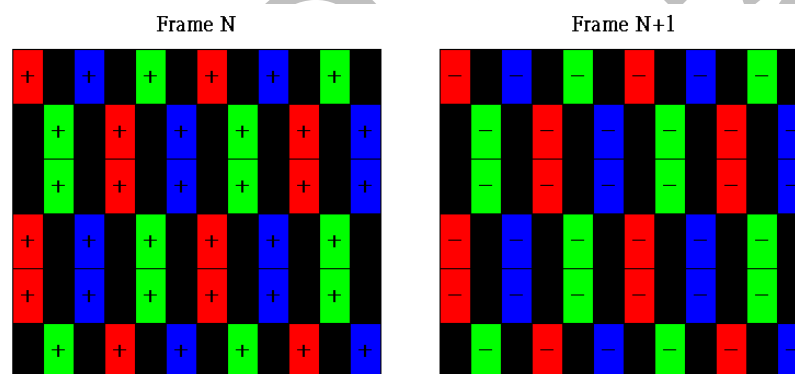 Frame N
Frame N+1
+ + + + + +
− − − − − −
+ + + + + +
− − − − − −
+ + + + + +
− − − − − −
+ + + + + +
− − − − − −
+ + + + + +
− − − − − −
+ + + + + +
− − − − − −